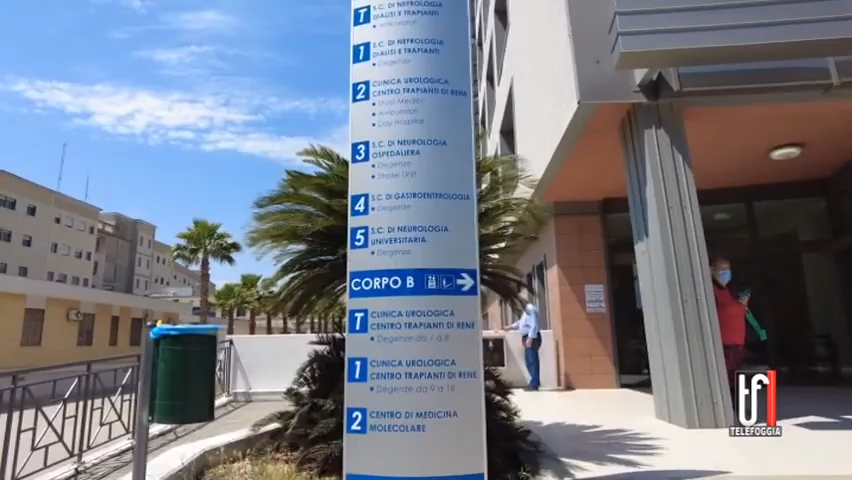 T S.C. DI NEFROLOGIA
DIALISI E TRAPIANTI
1 S.C. DI NEFROLOGIA
DIALISI E TRAPIANTI
• Degenze
2 CLINICA UROLOGICA
CENTRO TRAPIANTI DI RENE
• Studi Medici
• Ambulatori
• Day Hospital
3 S.C. DI NEUROLOGIA
OSPEDALIERA
• Degenze
• Stroke Unit
4 S.C. DI GASTROENTEROLOGIA
• Degenze
5 S.C. DI NEUROLOGIA
UNIVERSITARIA
• Degenze
CORPO B
T CLINICA UROLOGICA
CENTRO TRAPIANTI DI RENE
• Degenze da 1 a 8
1 CLINICA UROLOGICA
CENTRO TRAPIANTI DI RENE
• Degenze da 9 a 18
2 CENTRO DI MEDICINA
MOLECOLARE
tf
TELEFOGGIA